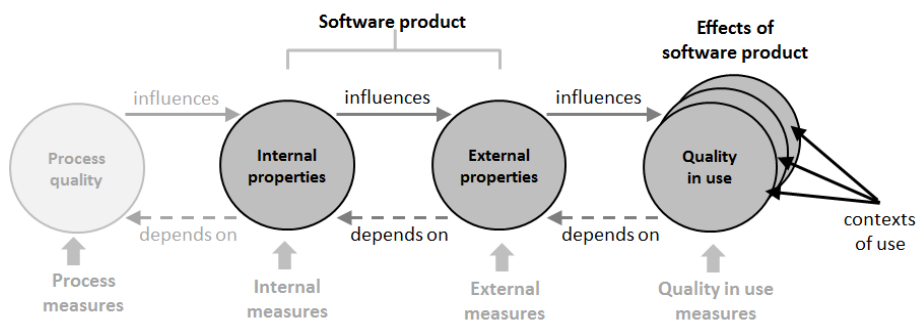 Software product
Effects of
software product
influences
influences
influences
Process
quality
Internal
properties
External
properties
Quality
in use
depends on
depends on
depends on
contexts
of use
Process
measures
Internal
measures
External
measures
Quality in use
measures